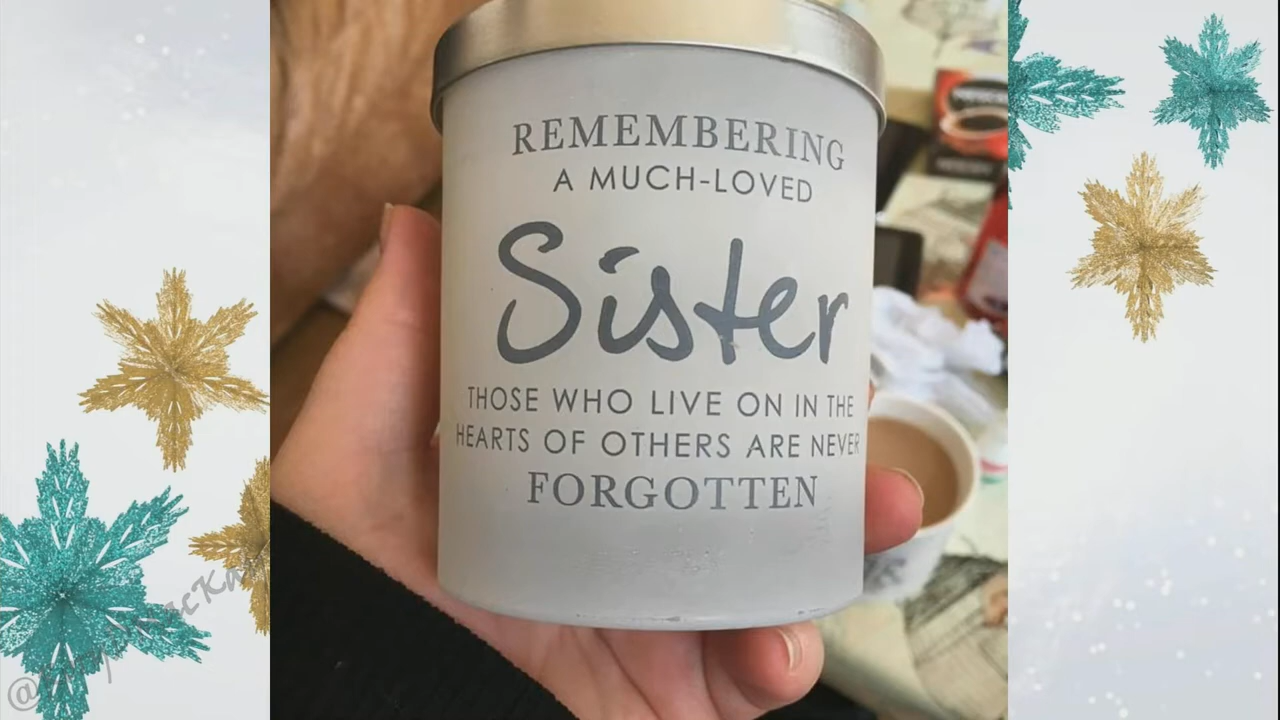 REMEMBERING
A MUCH-LOVED
Sister
THOSE WHO LIVE ON IN THE
HEARTS OF OTHERS ARE NEVER
FORGOTTEN